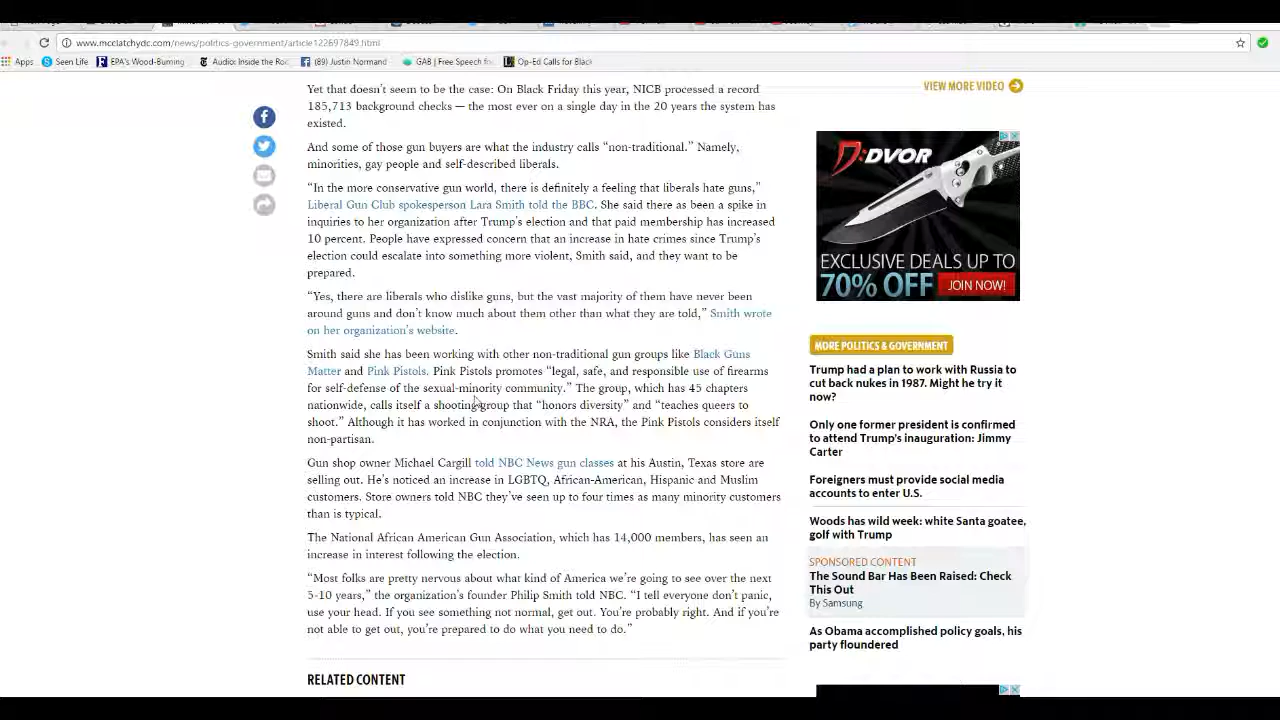 www.mcclatchydc.com/news/politics-government/article122697849.html
Apps Seen Life EPA's Wood-Burning Audio: Inside the Ro (89) Justin Normand GAB | Free Speech fo Op-Ed Calls for Black
Yet that doesn't seem to be the case: On Black Friday this year, NICB processed a record
185,713 background checks — the most ever on a single day in the 20 years the system has
existed.
And some of those gun buyers are what the industry calls “non-traditional.” Namely,
minorities, gay people and self-described liberals.
“In the more conservative gun world, there is definitely a feeling that liberals hate guns,”
Liberal Gun Club spokesperson Lara Smith told the BBC. She said there as been a spike in
inquiries to her organization after Trump's election and that paid membership has increased
10 percent. People have expressed concern that an increase in hate crimes since Trump's
election could escalate into something more violent, Smith said, and they want to be
prepared.
“Yes, there are liberals who dislike guns, but the vast majority of them have never been
around guns and don't know much about them other than what they are told,” Smith wrote
on her organization's website.
Smith said she has been working with other non-traditional gun groups like Black Guns
Matter and Pink Pistols. Pink Pistols promotes “legal, safe, and responsible use of firearms
for self-defense of the sexual-minority community.” The group, which has 45 chapters
nationwide, calls itself a shooting group that “honors diversity” and “teaches queers to
shoot.” Although it has worked in conjunction with the NRA, the Pink Pistols considers itself
non-partisan.
Gun shop owner Michael Cargill told NBC News gun classes at his Austin, Texas store are
selling out. He's noticed an increase in LGBTQ, African-American, Hispanic and Muslim
customers. Store owners told NBC they've seen up to four times as many minority customers
than is typical.
The National African American Gun Association, which has 14,000 members, has seen an
increase in interest following the election.
“Most folks are pretty nervous about what kind of America we're going to see over the next
5-10 years,” the organization's founder Philip Smith told NBC. “I tell everyone don't panic,
use your head. If you see something not normal, get out. You're probably right. And if you're
not able to get out, you're prepared to do what you need to do.”
RELATED CONTENT
VIEW MORE VIDEO
DVOR
EXCLUSIVE DEALS UP TO
70% OFF JOIN NOW!
MORE POLITICS & GOVERNMENT
Trump had a plan to work with Russia to
cut back nukes in 1987. Might he try it
now?
Only one former president is confirmed
to attend Trump's inauguration: Jimmy
Carter
Foreigners must provide social media
accounts to enter U.S.
Woods has wild week: white Santa goatee,
golf with Trump
SPONSORED CONTENT
The Sound Bar Has Been Raised: Check
This Out
By Samsung
As Obama accomplished policy goals, his
party floundered